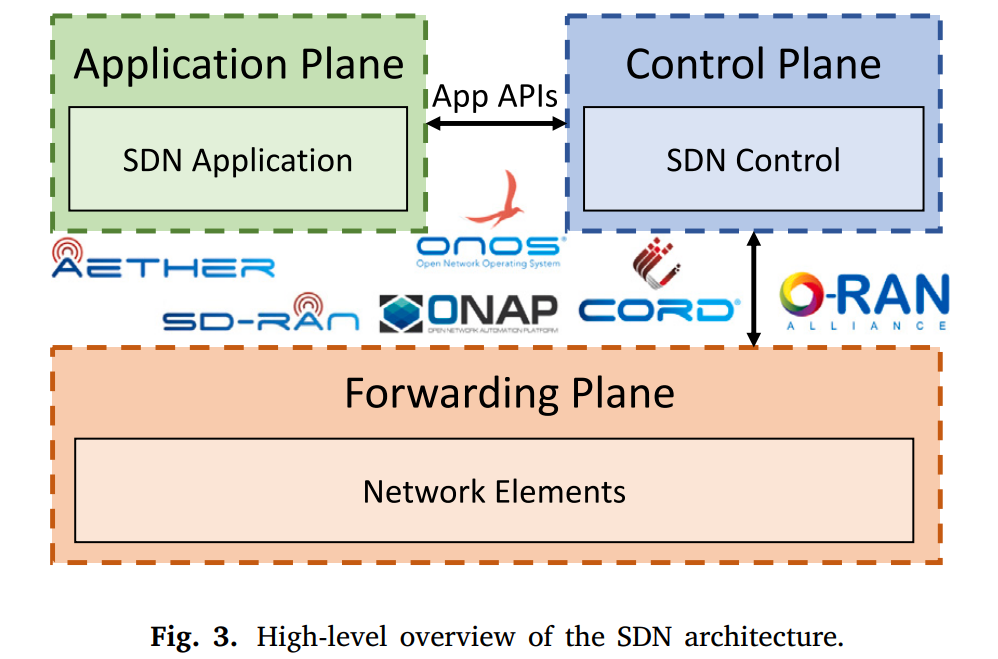 Application Plane
SDN Application
App APIs
Control Plane
SDN Control
AETHER
ONOS®
Open Network Operating System
SD-RAN
ONAP
OPEN NETWORK AUTOMATION PLATFORM
CORD®
O-RAN
ALLIANCE
Forwarding Plane
Network Elements
Fig. 3. High-level overview of the SDN architecture.